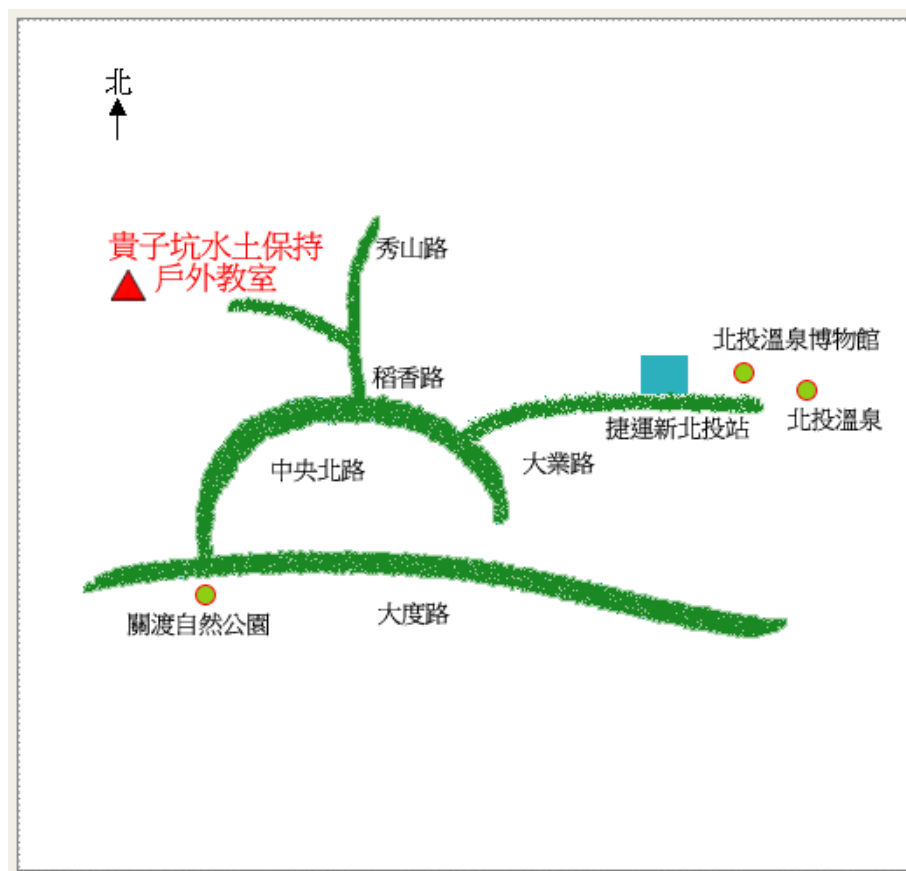 北
貴子坑水土保持
戶外教室
秀山路
北投溫泉博物館
稻香路
北投溫泉
捷運新北投站
大業路
中央北路
大度路
關渡自然公園